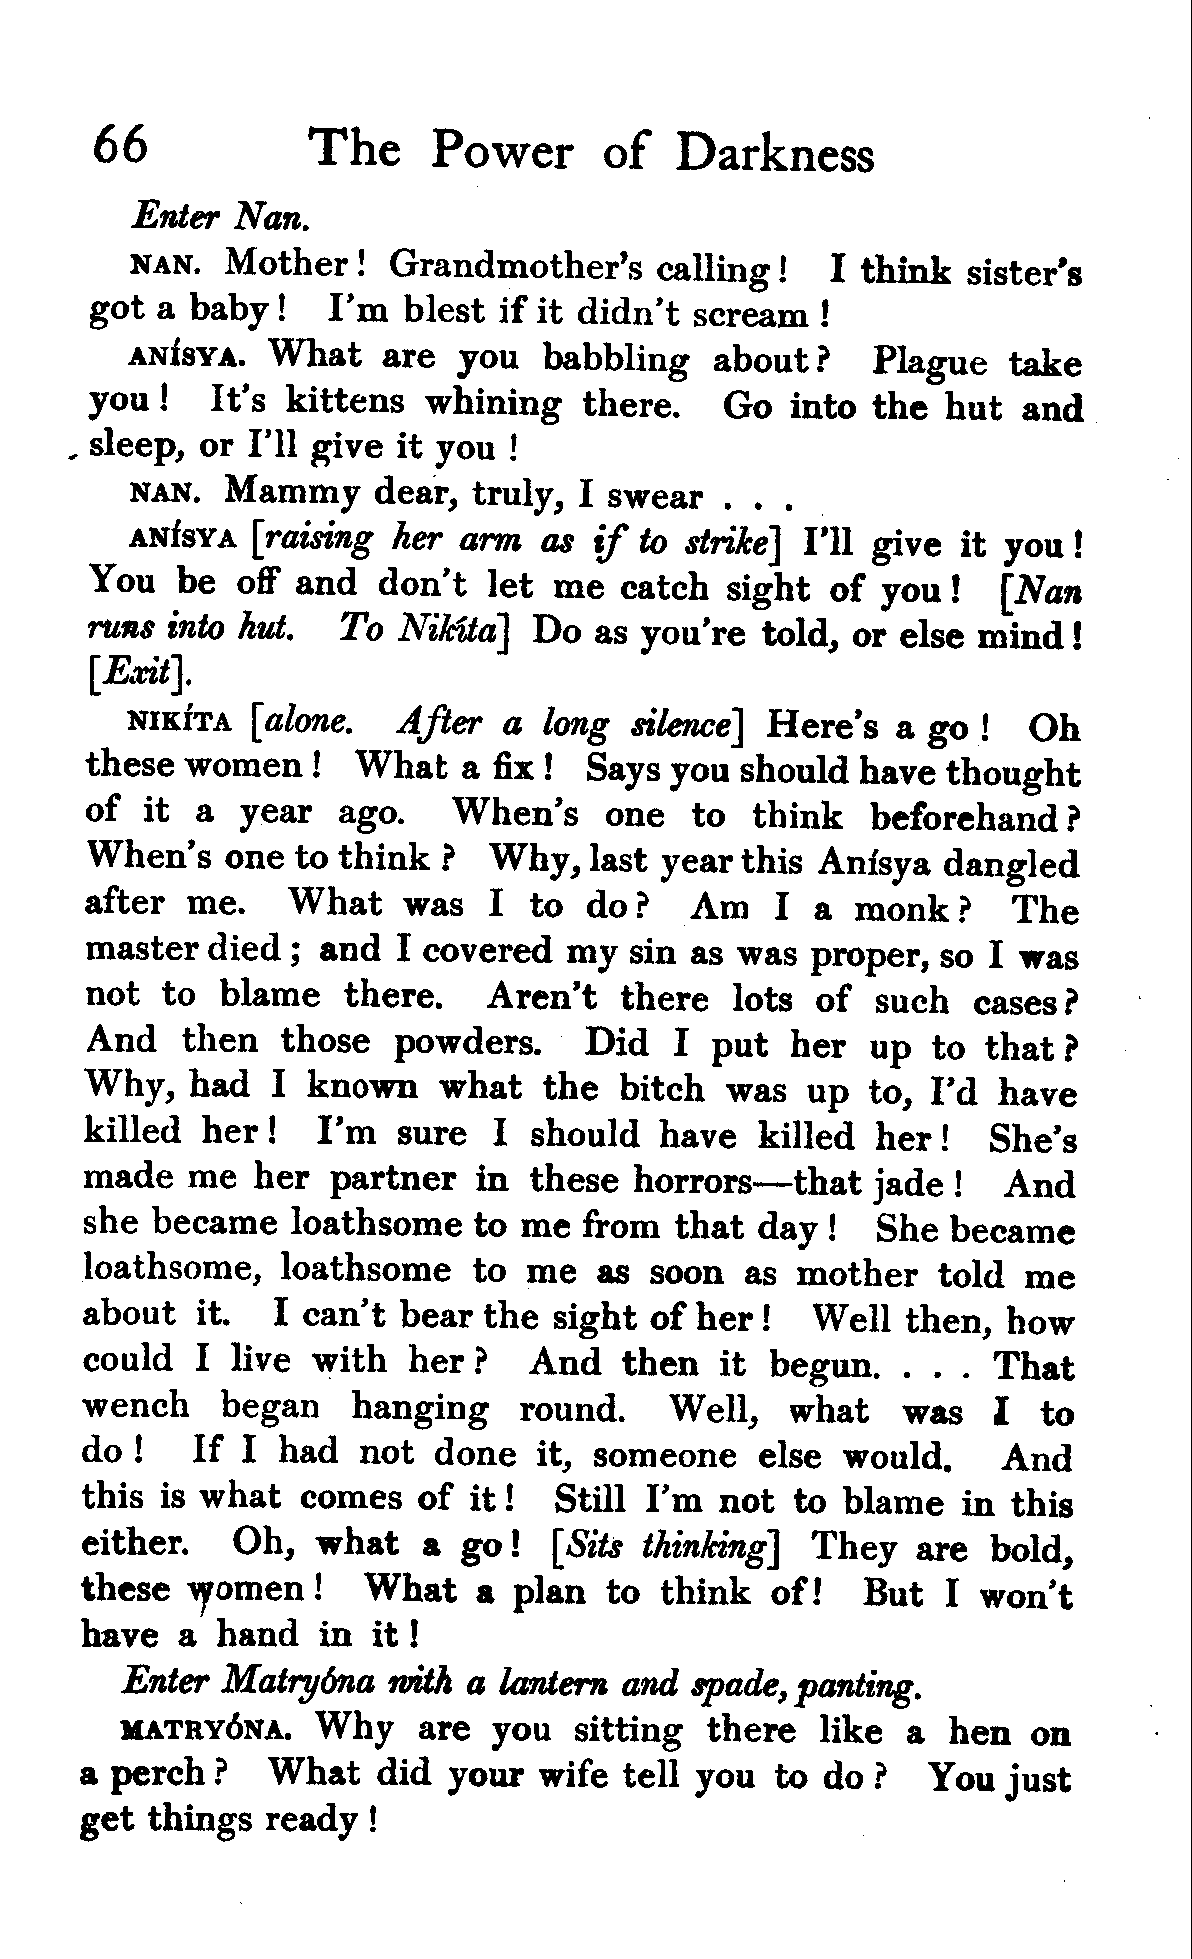 66 The Power of Darkness
Enter Nan.
NAN. Mother! Grandmother's calling! I think sister's
got a baby! I'm blest if it didn't scream!
ANÍSYA. What are you babbling about? Plague take
you! It's kittens whining there. Go into the hut and
sleep, or I'll give it you!
NAN. Mammy dear, truly, I swear . . .
ANÍSYA [raising her arm as if to strike] I'll give it you!
You be off and don't let me catch sight of you! [Nan
runs into hut. To Nikíta] Do as you're told, or else mind!
[Exit].
NIKÍTA [alone. After a long silence] Here's a go! Oh
these women! What a fix! Says you should have thought
of it a year ago. When's one to think beforehand?
When's one to think? Why, last year this Anísya dangled
after me. What was I to do? Am I a monk? The
master died; and I covered my sin as was proper, so I was
not to blame there. Aren't there lots of such cases?
And then those powders. Did I put her up to that?
Why, had I known what the bitch was up to, I'd have
killed her! I'm sure I should have killed her! She's
made me her partner in these horrors—that jade! And
she became loathsome to me from that day! She became
loathsome, loathsome to me as soon as mother told me
about it. I can't bear the sight of her! Well then, how
could I live with her? And then it begun. . . . That
wench began hanging round. Well, what was I to
do! If I had not done it, someone else would. And
this is what comes of it! Still I'm not to blame in this
either. Oh, what a go! [Sits thinking] They are bold,
these women! What a plan to think of! But I won't
have a hand in it!
Enter Matryóna with a lantern and spade, panting.
MATRYÓNA. Why are you sitting there like a hen on
a perch? What did your wife tell you to do? You just
get things ready!